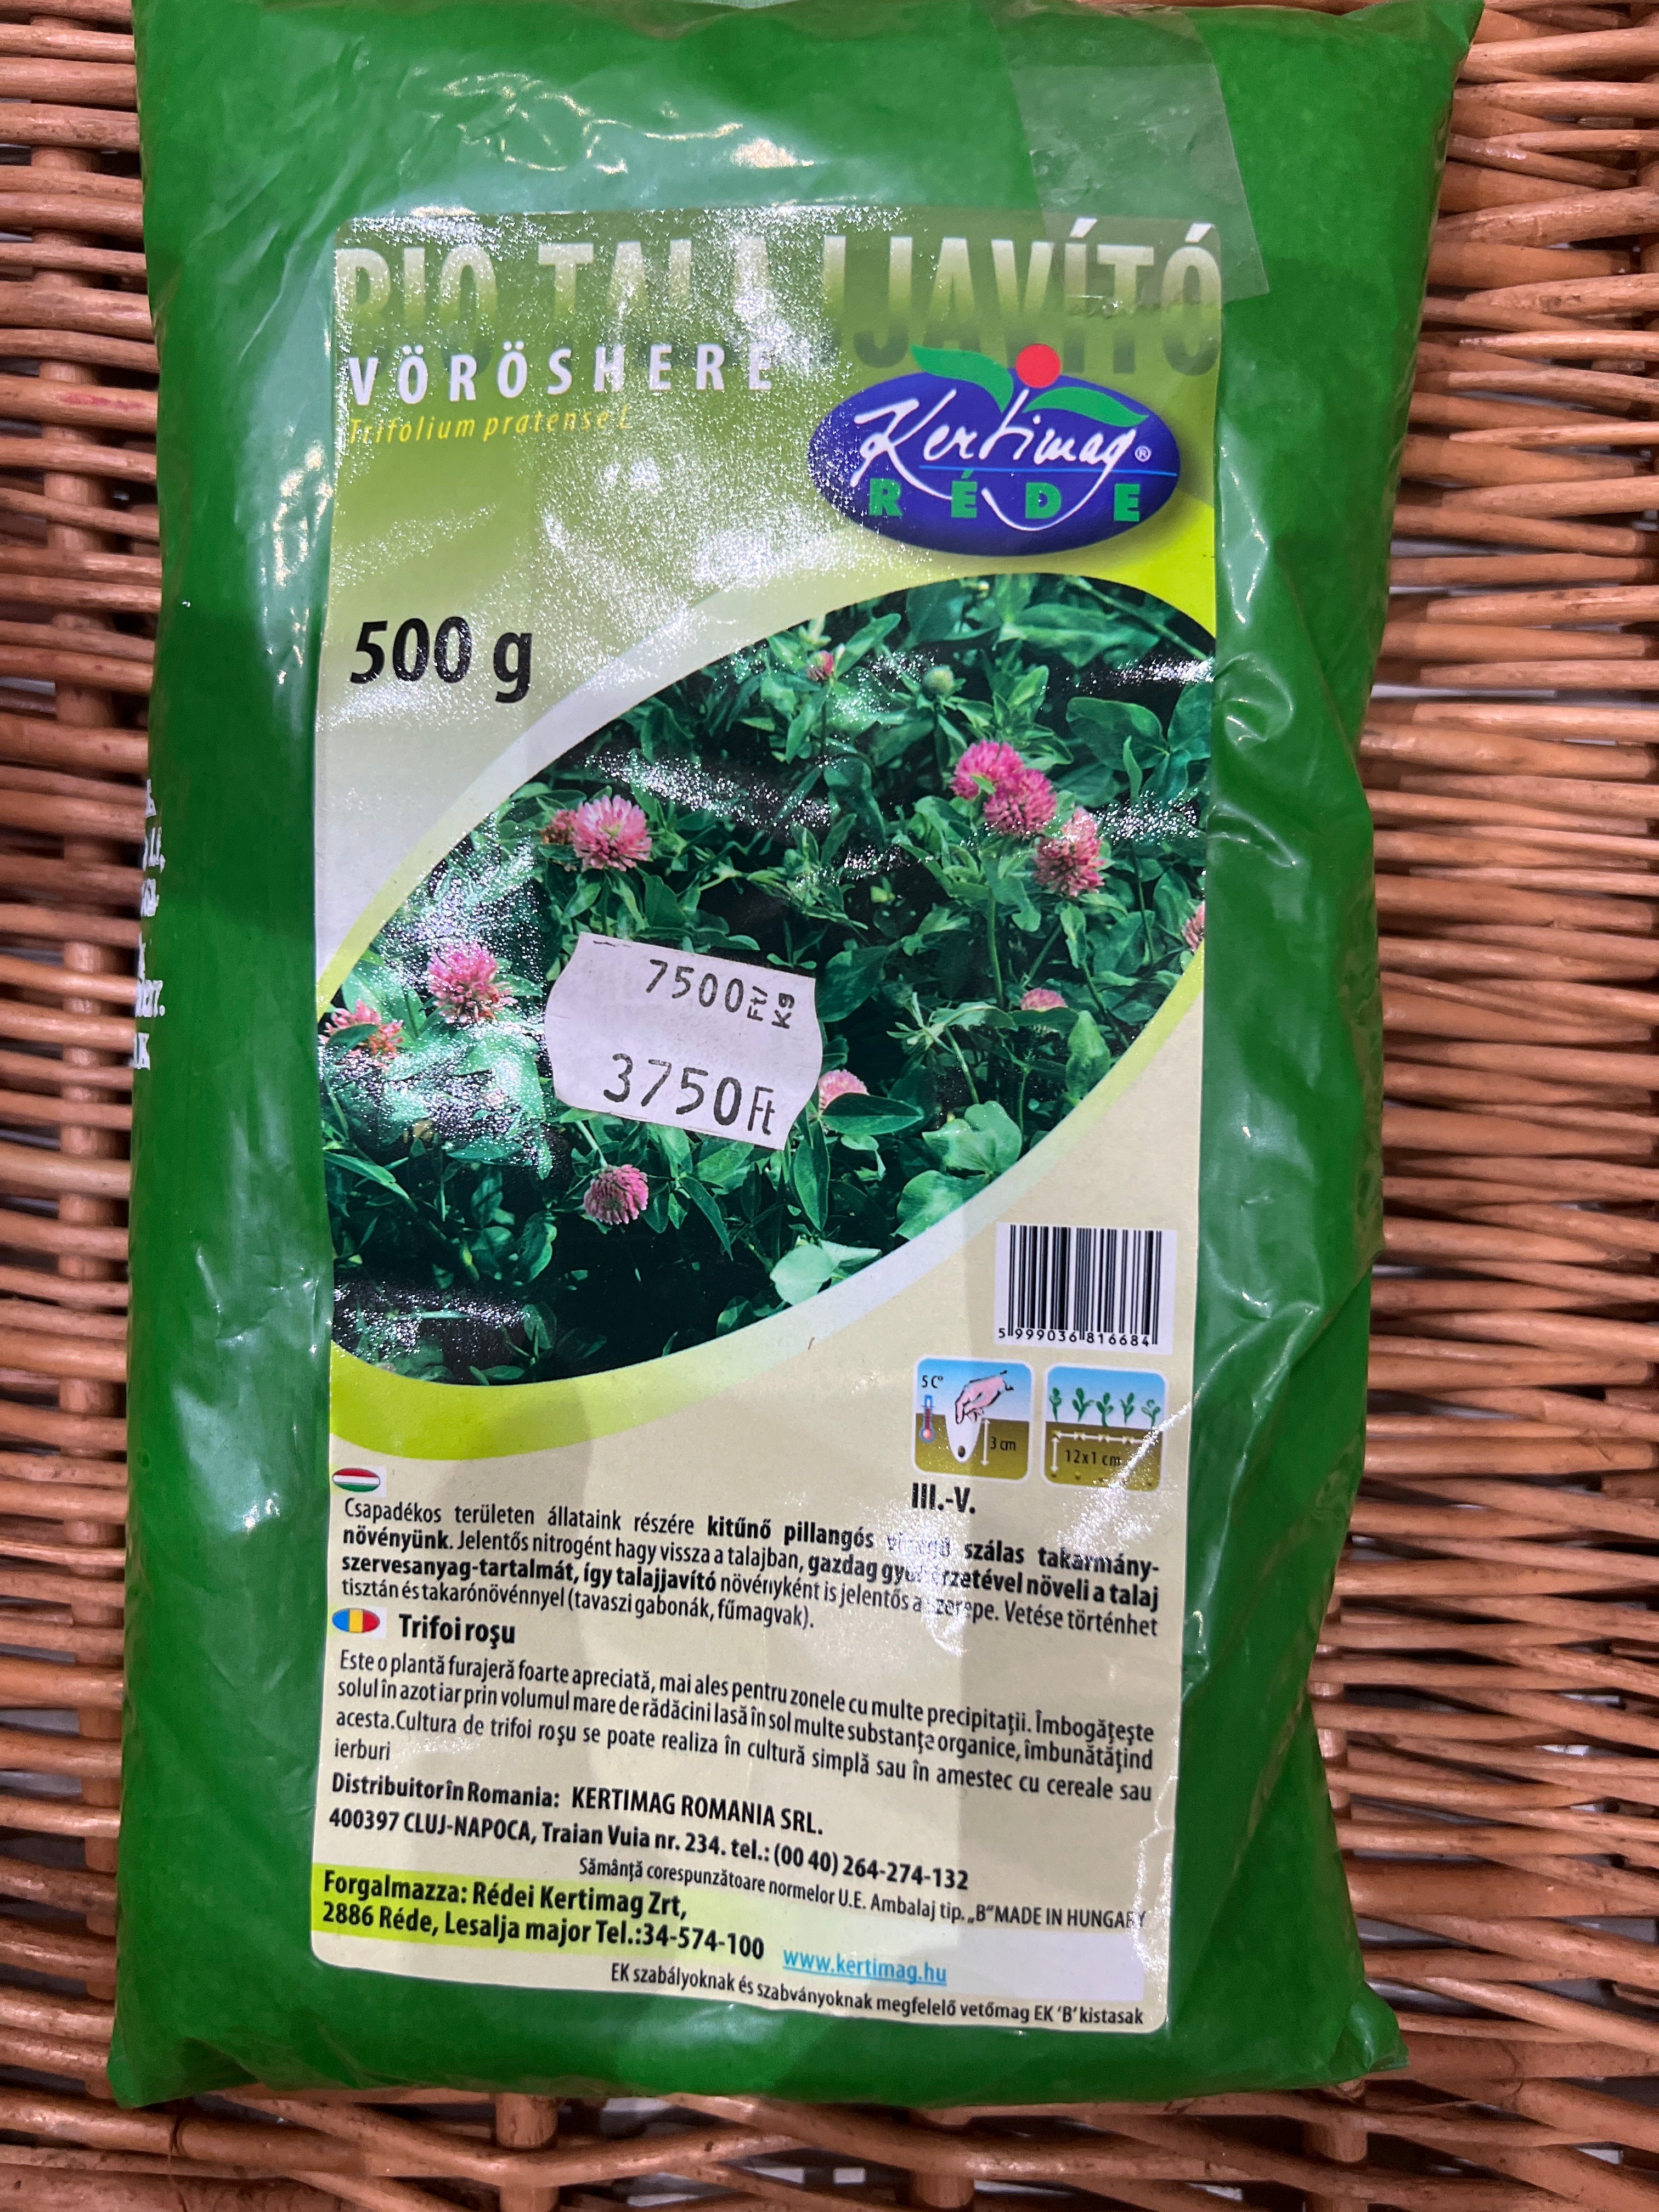 BIO TALAJJAVÍTÓ
VÖRÖSHERE
Trifolium pratense L
Kertimag®
RÉDE
500 g
7500 Ft/Kg
3750 Ft
5 999036 816684
5 C°
3 cm
12x1 cm
III.-V.
Csapadékos területen állataink részére kitűnő pillangós szálas takarmány-
növényünk. Jelentős nitrogént hagy vissza a talajban, gazdag növeli a talaj
szervesanyag-tartalmát, így talajjavító növényként is jelentős a Vetése történhet
tisztán és takarónövénnyel (tavaszi gabonák, fűmagvak).
Trifoi roşu
Este o plantă furajeră foarte apreciată, mai ales pentru zonele cu multe precipitaţii. Îmbogăţeşte
solul în azot iar prin volumul mare de rădăcini lasă în sol multe substanţe organice, îmbunătăţind
acesta.Cultura de trifoi roşu se poate realiza în cultură simplă sau în amestec cu cereale sau
ierburi
Distribuitor în Romania: KERTIMAG ROMANIA SRL.
400397 CLUJ-NAPOCA, Traian Vuia nr. 234. tel.: (00 40) 264-274-132
Sămânţă corespunzătoare normelor U.E. Ambalaj tip. „B" MADE IN HUNGARY
Forgalmazza: Rédei Kertimag Zrt,
2886 Réde, Lesalja major Tel.:34-574-100
www.kertimag.hu
EK szabályoknak és szabványoknak megfelelő vetőmag EK 'B' kistasak